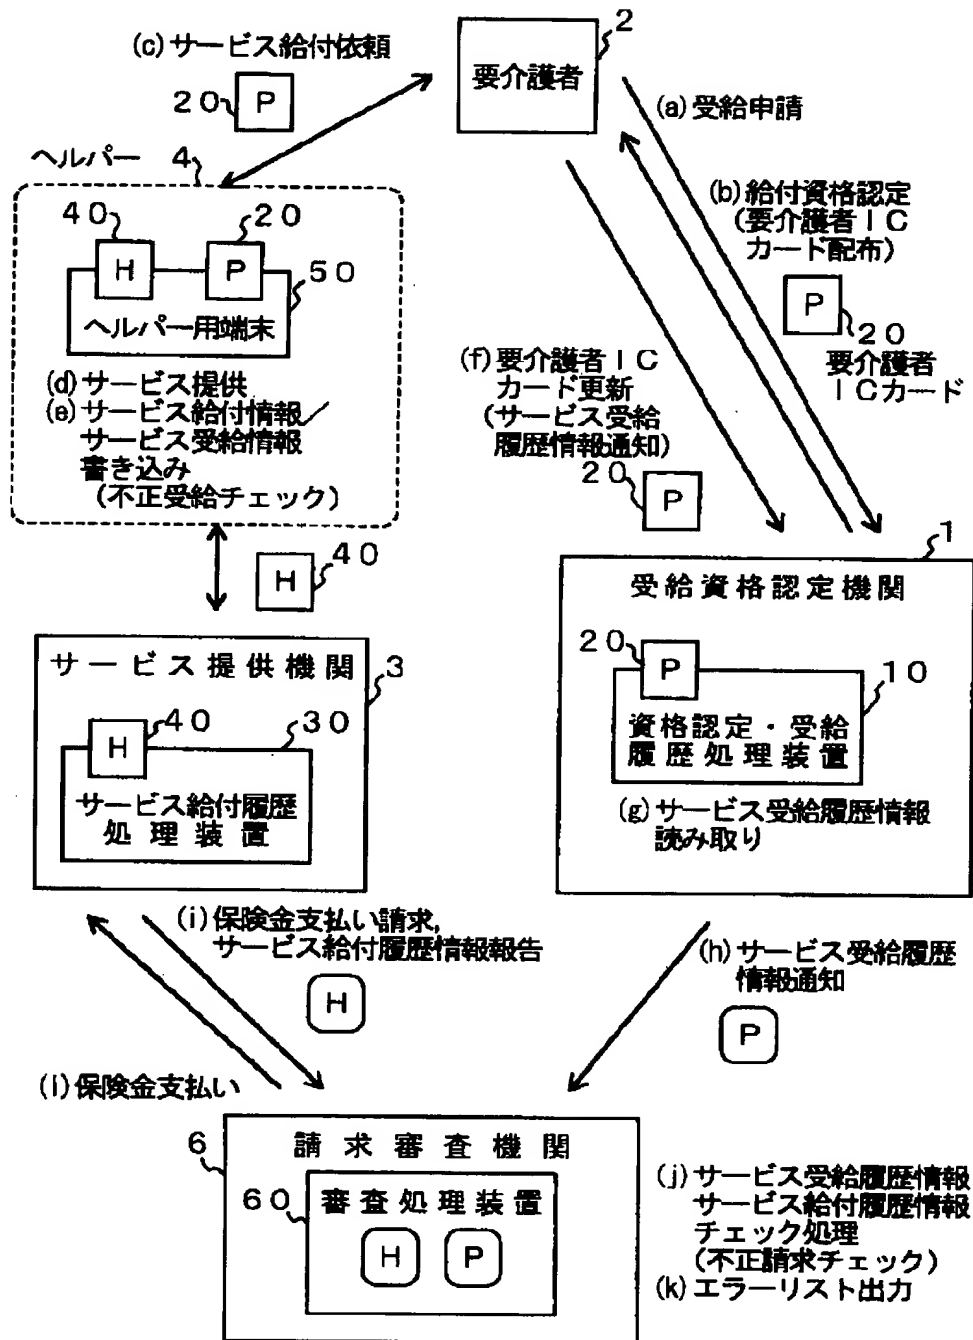 (c)サービス給付依頼
20
P
2
要介護者
(a)受給申請
(b)給付資格認定
(要介護者IC
カード配布)
P
20
要介護者
ICカード
ヘルパー
4
40
20
H
P
50
ヘルパー用端末
(d)サービス提供
(e)サービス給付情報/
サービス受給情報
書き込み
(不正受給チェック)
(f)要介護者IC
カード更新
(サービス受給
履歴情報通知)
20
P
H
40
1
受給資格認定機関
20
P
10
資格認定・受給
履歴処理装置
(g)サービス受給履歴情報
読み取り
サービス提供機関
3
40
30
H
サービス給付履歴
処理装置
(i)保険金支払い請求,
サービス給付履歴情報報告
H
(h)サービス受給履歴
情報通知
P
(l)保険金支払い
6
請求審査機関
60
審査処理装置
H
P
(j)サービス受給履歴情報
サービス給付履歴情報
チェック処理
(不正請求チェック)
(k)エラーリスト出力